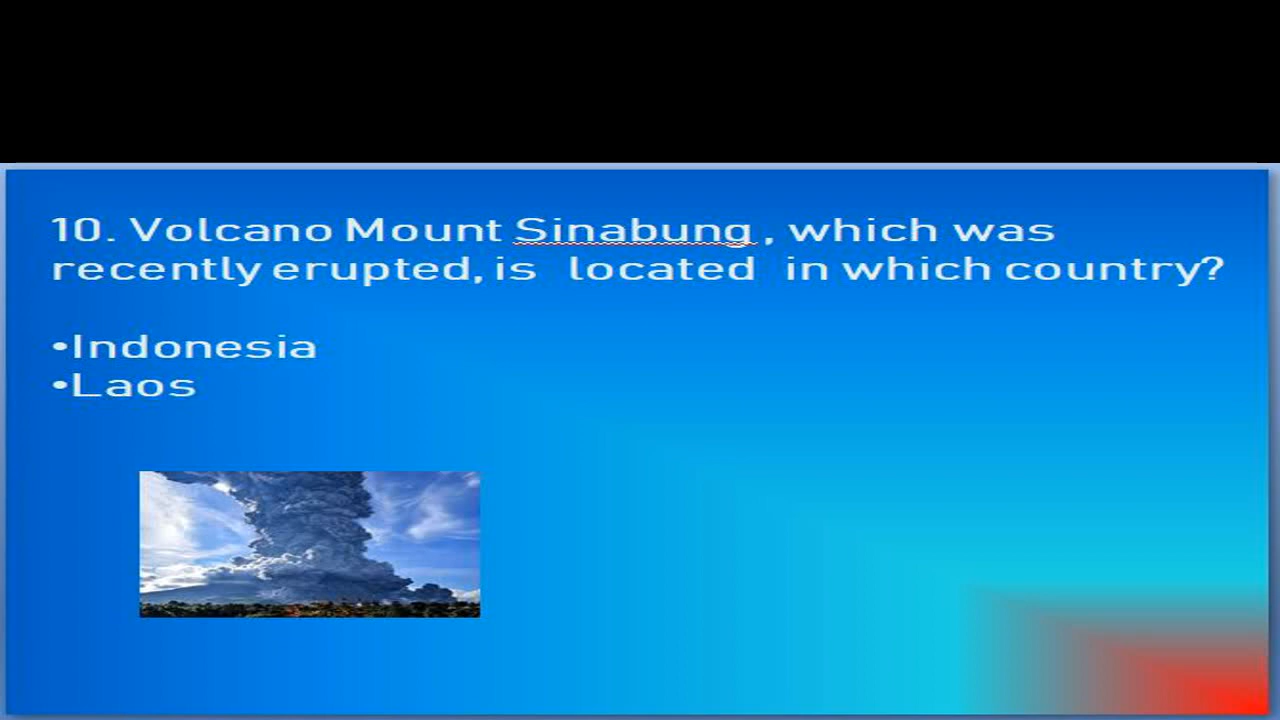 10. Volcano Mount Sinabung , which was
recently erupted, is located in which country?
•Indonesia
•Laos